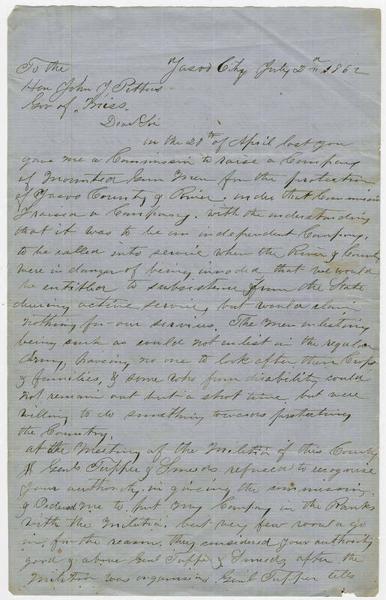 Yazoo City July 2nd 1862
To the
Hon John J. Pettus
Gov of Miss.
Dear Sir
in the 20th of April last you
gave me a Commission to raise a Company
of Mounted Gun Men for the protection
of Yazoo County & River, under that Commission
I raised a Company, with the understanding
that it was to be an independent Company,
to be called into service when the River & County
were in danger of being invaded that we would
be entitled to subsistence from the State
during active service, but would claim
nothing for our services. The Men enlisting
being such as could not enlist in the regular
Army, having no one to look after their Crops
& families, & some who from disability could
not remain out but a short time, but were
willing to do something towards protecting
the Country.
at the Meeting of the Militia of this County
Genls Tupper & Smedes refused to recognise
your authority in giving the commissions,
& Ordered me to put my Company in the Ranks
with the Militia, but very few would go
in for the reason, they considered your authority
good & above Genl Tupper & Smedes, after the
Militia was organised Genl Tupper tells